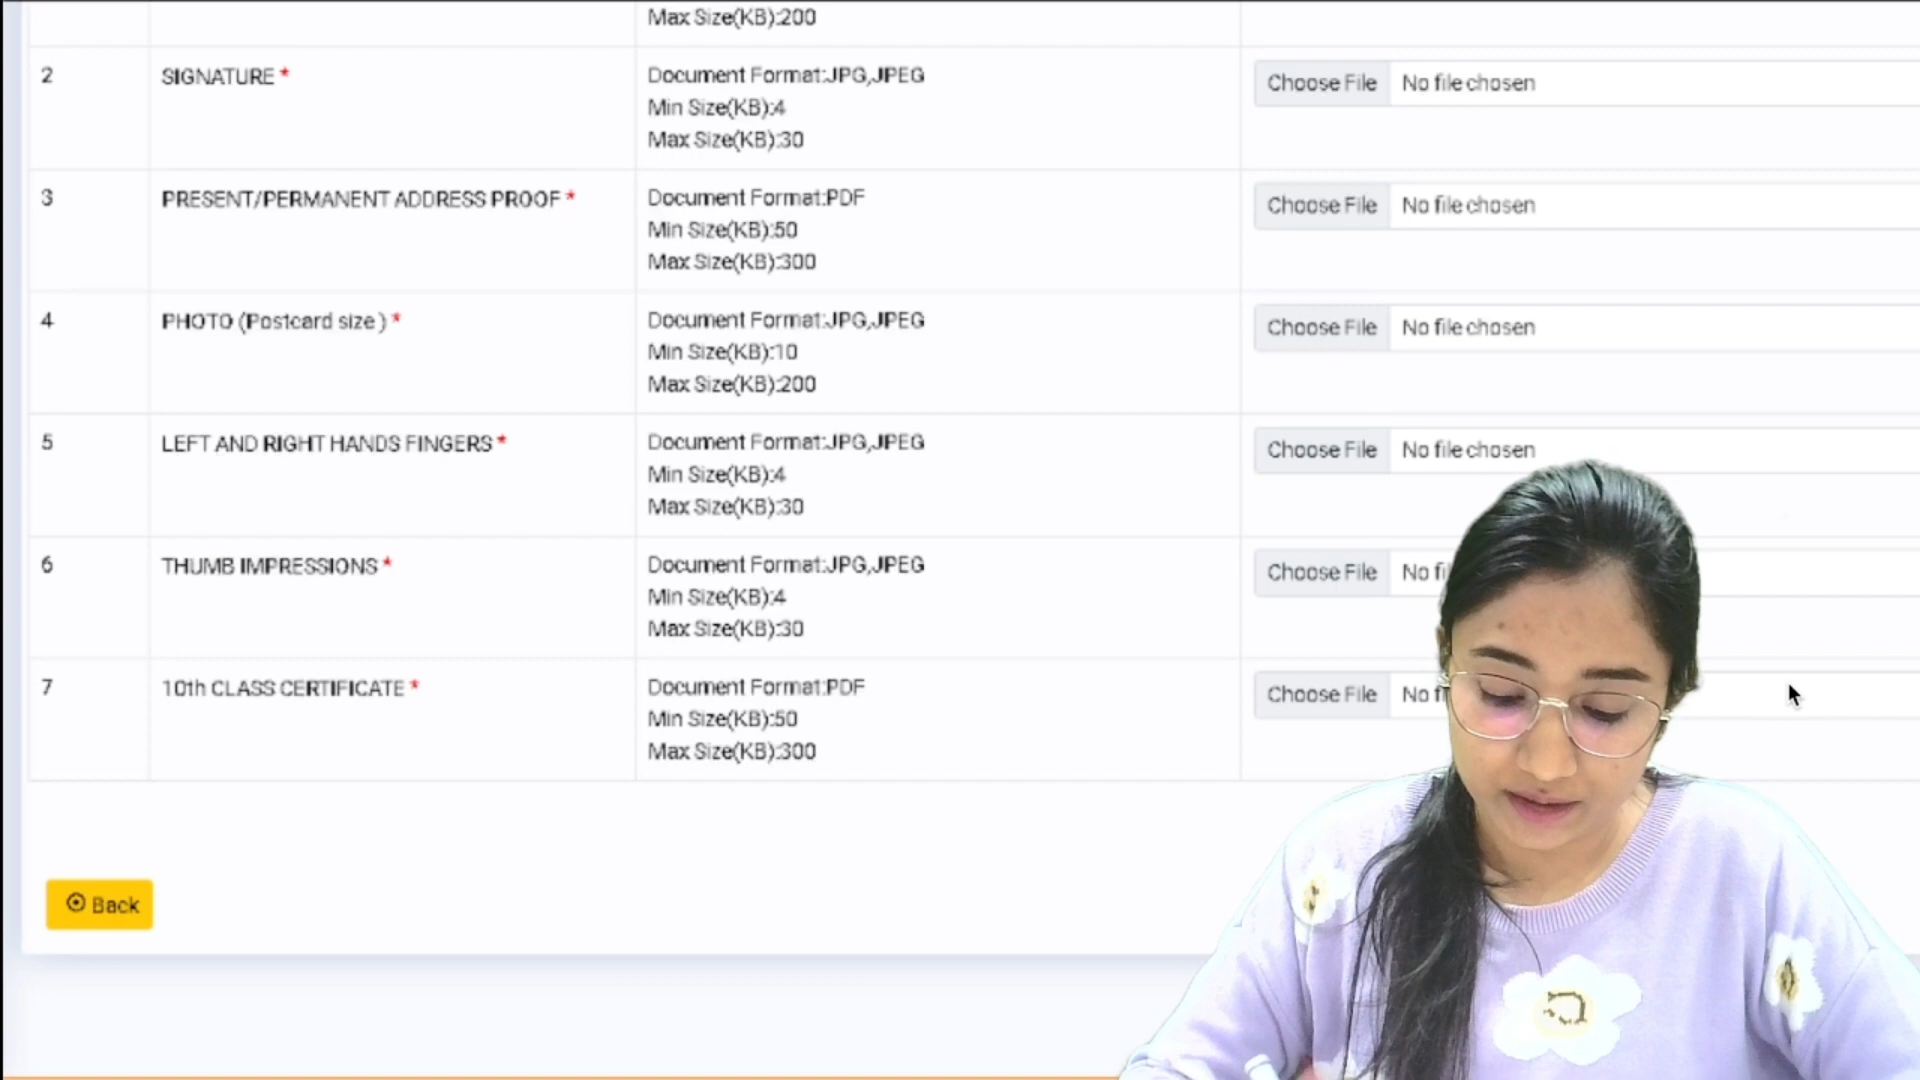 Max Size(KB):200
2 SIGNATURE * Document Format:JPG,JPEG Choose File No file chosen
Min Size(KB):4
Max Size(KB):30
3 PRESENT/PERMANENT ADDRESS PROOF * Document Format:PDF Choose File No file chosen
Min Size(KB):50
Max Size(KB):300
4 PHOTO (Postcard size ) * Document Format:JPG,JPEG Choose File No file chosen
Min Size(KB):10
Max Size(KB):200
5 LEFT AND RIGHT HANDS FINGERS * Document Format:JPG,JPEG Choose File No file chosen
Min Size(KB):4
Max Size(KB):30
6 THUMB IMPRESSIONS * Document Format:JPG,JPEG Choose File No
Min Size(KB):4
Max Size(KB):30
7 10th CLASS CERTIFICATE * Document Format:PDF Choose File No
Min Size(KB):50
Max Size(KB):300
Back